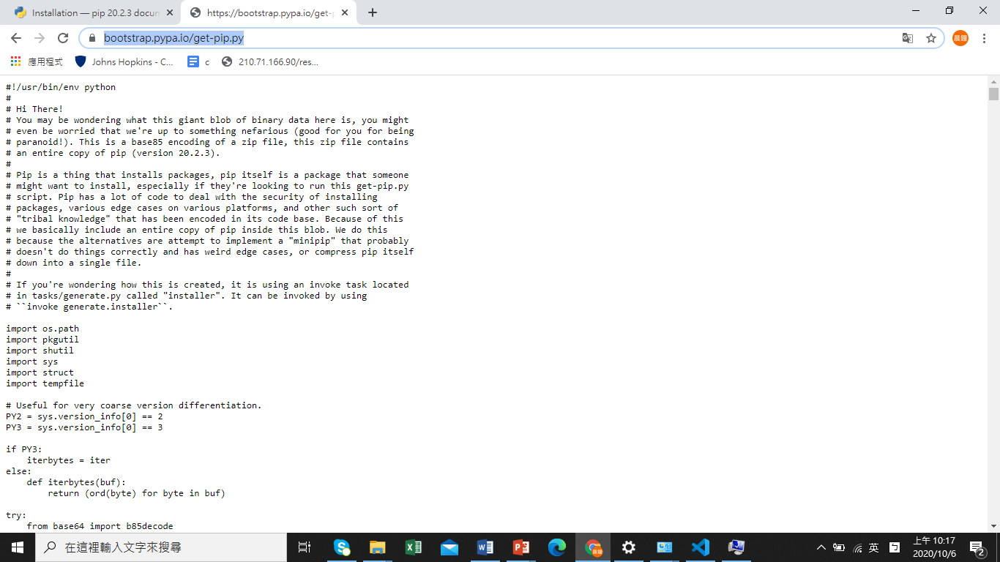 Installation — pip 20.2.3 docum
https://bootstrap.pypa.io/get-p
bootstrap.pypa.io/get-pip.py
晨鐘
應用程式
Johns Hopkins - C...
c
210.71.166.90/res...
#!/usr/bin/env python
#
# Hi There!
# You may be wondering what this giant blob of binary data here is, you might
# even be worried that we're up to something nefarious (good for you for being
# paranoid!). This is a base85 encoding of a zip file, this zip file contains
# an entire copy of pip (version 20.2.3).
#
# Pip is a thing that installs packages, pip itself is a package that someone
# might want to install, especially if they're looking to run this get-pip.py
# script. Pip has a lot of code to deal with the security of installing
# packages, various edge cases on various platforms, and other such sort of
# "tribal knowledge" that has been encoded in its code base. Because of this
# we basically include an entire copy of pip inside this blob. We do this
# because the alternatives are attempt to implement a "minipip" that probably
# doesn't do things correctly and has weird edge cases, or compress pip itself
# down into a single file.
#
# If you're wondering how this is created, it is using an invoke task located
# in tasks/generate.py called "installer". It can be invoked by using
# ``invoke generate.installer``.
import os.path
import pkgutil
import shutil
import sys
import struct
import tempfile
# Useful for very coarse version differentiation.
PY2 = sys.version_info[0] == 2
PY3 = sys.version_info[0] == 3
if PY3:
    iterbytes = iter
else:
    def iterbytes(buf):
        return (ord(byte) for byte in buf)
try:
    from base64 import b85decode
在這裡輸入文字來搜尋
英
上午 10:17
2020/10/6
2